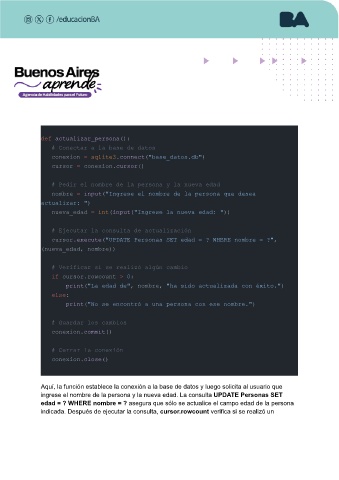 /educacionBA
BA
Buenos Aires
aprende
Agencia de Habilidades para el Futuro
def actualizar_persona():
# Conectar a la base de datos
conexion = sqlite3.connect("base_datos.db")
cursor = conexion.cursor()
# Pedir el nombre de la persona y la nueva edad
nombre = input("Ingrese el nombre de la persona que desea
actualizar: ")
nueva_edad = int(input("Ingrese la nueva edad: "))
# Ejecutar la consulta de actualización
cursor.execute("UPDATE Personas SET edad = ? WHERE nombre = ?",
(nueva_edad, nombre))
# Verificar si se realizó algún cambio
if cursor.rowcount > 0:
print("La edad de", nombre, "ha sido actualizada con éxito.")
else:
print("No se encontró a una persona con ese nombre.")
# Guardar los cambios
conexion.commit()
# Cerrar la conexión
conexion.close()
Aquí, la función establece la conexión a la base de datos y luego solicita al usuario que
ingrese el nombre de la persona y la nueva edad. La consulta UPDATE Personas SET
edad = ? WHERE nombre = ? asegura que sólo se actualice el campo edad de la persona
indicada. Después de ejecutar la consulta, cursor.rowcount verifica si se realizó un